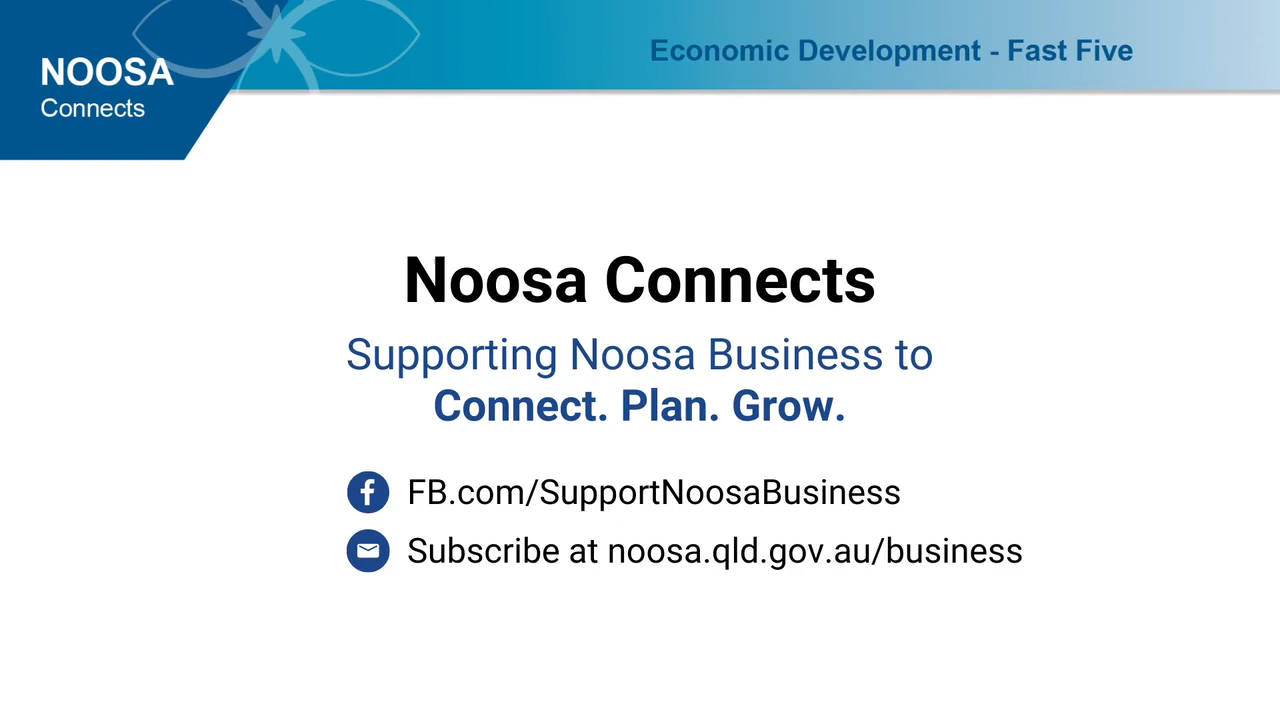 NOOSA
Connects
Economic Development - Fast Five
Noosa Connects
Supporting Noosa Business to
Connect. Plan. Grow.
FB.com/SupportNoosaBusiness
Subscribe at noosa.qld.gov.au/business